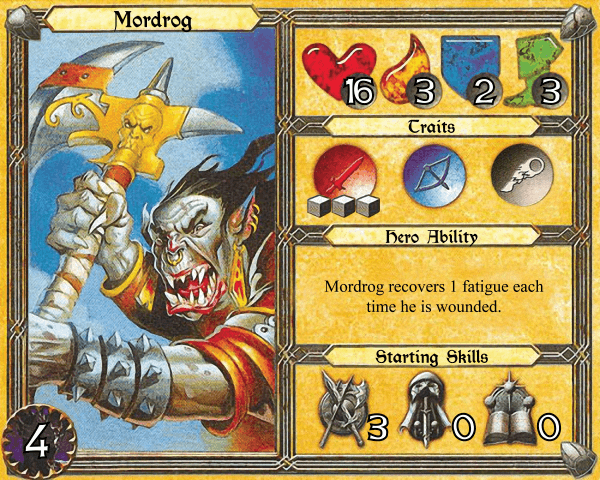 Mordrog
16 3 2 3
Traits
Hero Ability
Mordrog recovers 1 fatigue each
time he is wounded.
Starting Skills
3 0 0
4